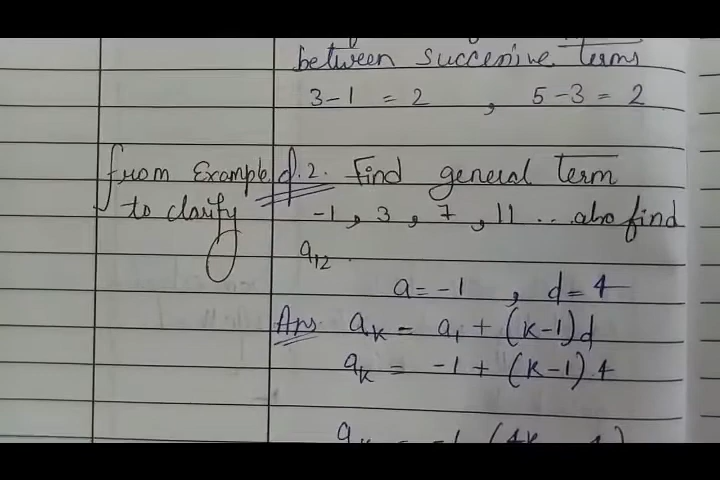 between successive terms
3-1 = 2 , 5-3 = 2
from Example Q.2. Find general term
to clarify -1, 3, 7, 11 .. also find
a12.
a = -1 , d = 4
Ans. aK = a1 + (K-1)d
aK = -1 + (K-1).4